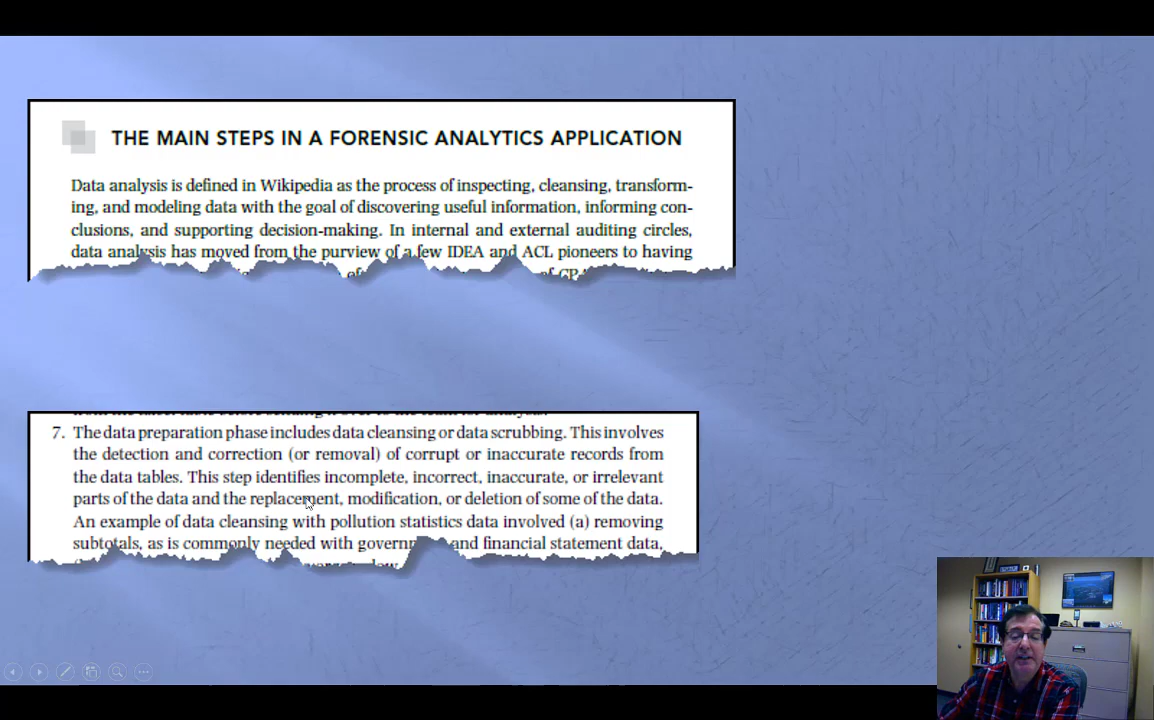 THE MAIN STEPS IN A FORENSIC ANALYTICS APPLICATION
Data analysis is defined in Wikipedia as the process of inspecting, cleansing, transform-
ing, and modeling data with the goal of discovering useful information, informing con-
clusions, and supporting decision-making. In internal and external auditing circles,
data analysis has moved from the purview of a few IDEA and ACL pioneers to having
7. The data preparation phase includes data cleansing or data scrubbing. This involves
the detection and correction (or removal) of corrupt or inaccurate records from
the data tables. This step identifies incomplete, incorrect, inaccurate, or irrelevant
parts of the data and the replacement, modification, or deletion of some of the data.
An example of data cleansing with pollution statistics data involved (a) removing
subtotals, as is commonly needed with and financial statement data,